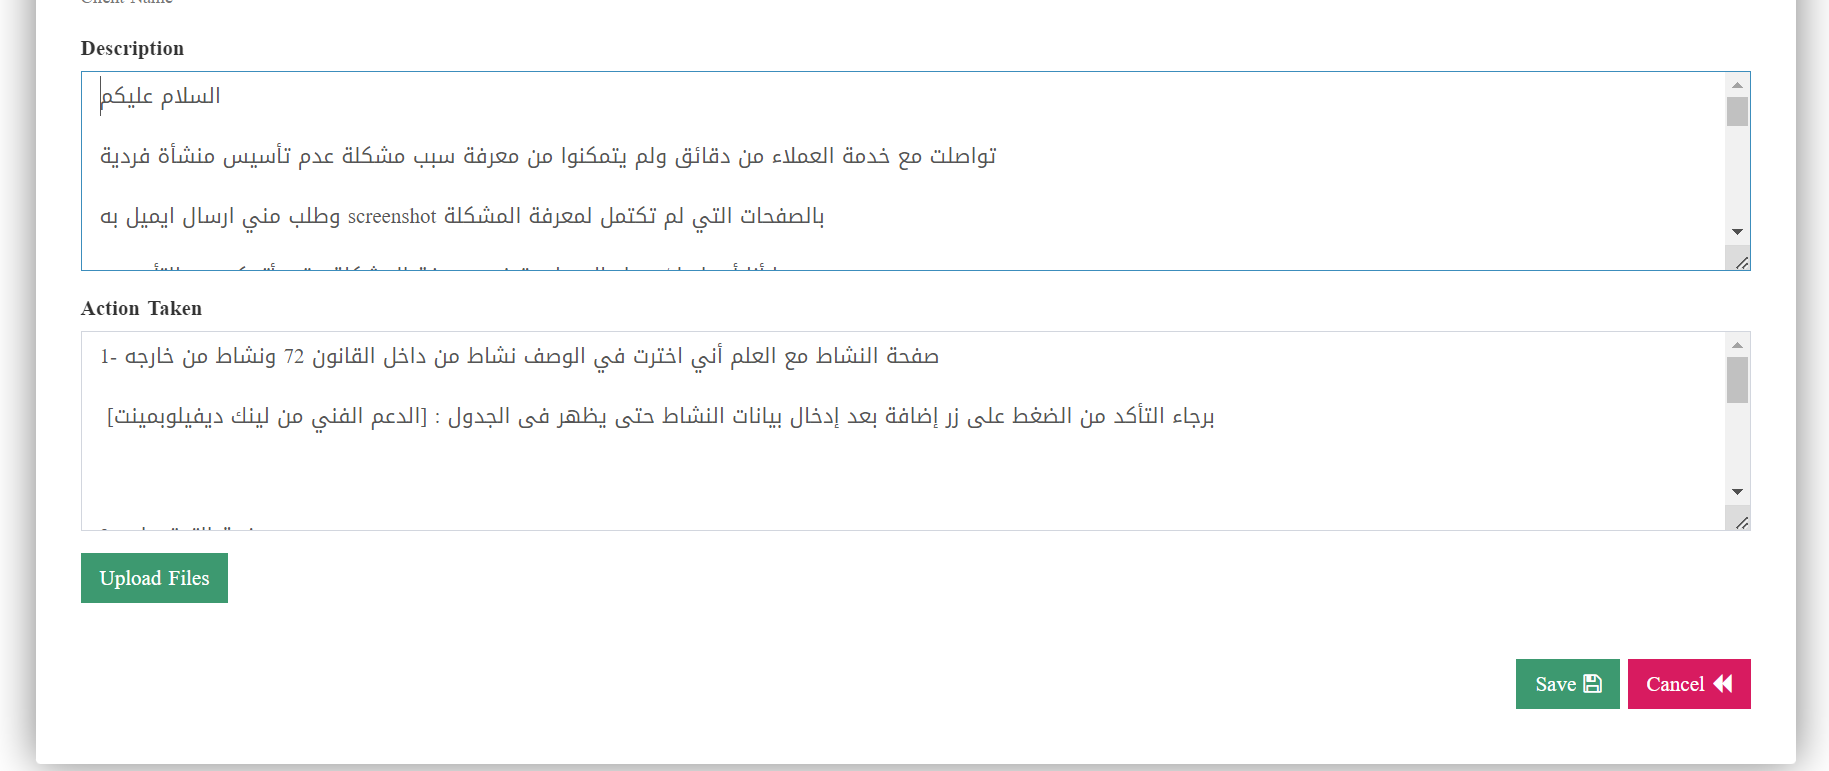 Client Name
Description
السلام عليكم
تواصلت مع خدمة العملاء من دقائق ولم يتمكنوا من معرفة سبب مشكلة عدم تأسيس منشأة فردية
وطلب مني ارسال ايميل به screenshot بالصفحات التي لم تكتمل لمعرفة المشكلة
Action Taken
1- صفحة النشاط مع العلم أني اخترت في الوصف نشاط من داخل القانون 72 ونشاط من خارجه
[الدعم الفني من لينك ديفيلوبمينت] : برجاء التأكد من الضغط على زر إضافة بعد إدخال بيانات النشاط حتى يظهر فى الجدول
Upload Files
Save
Cancel